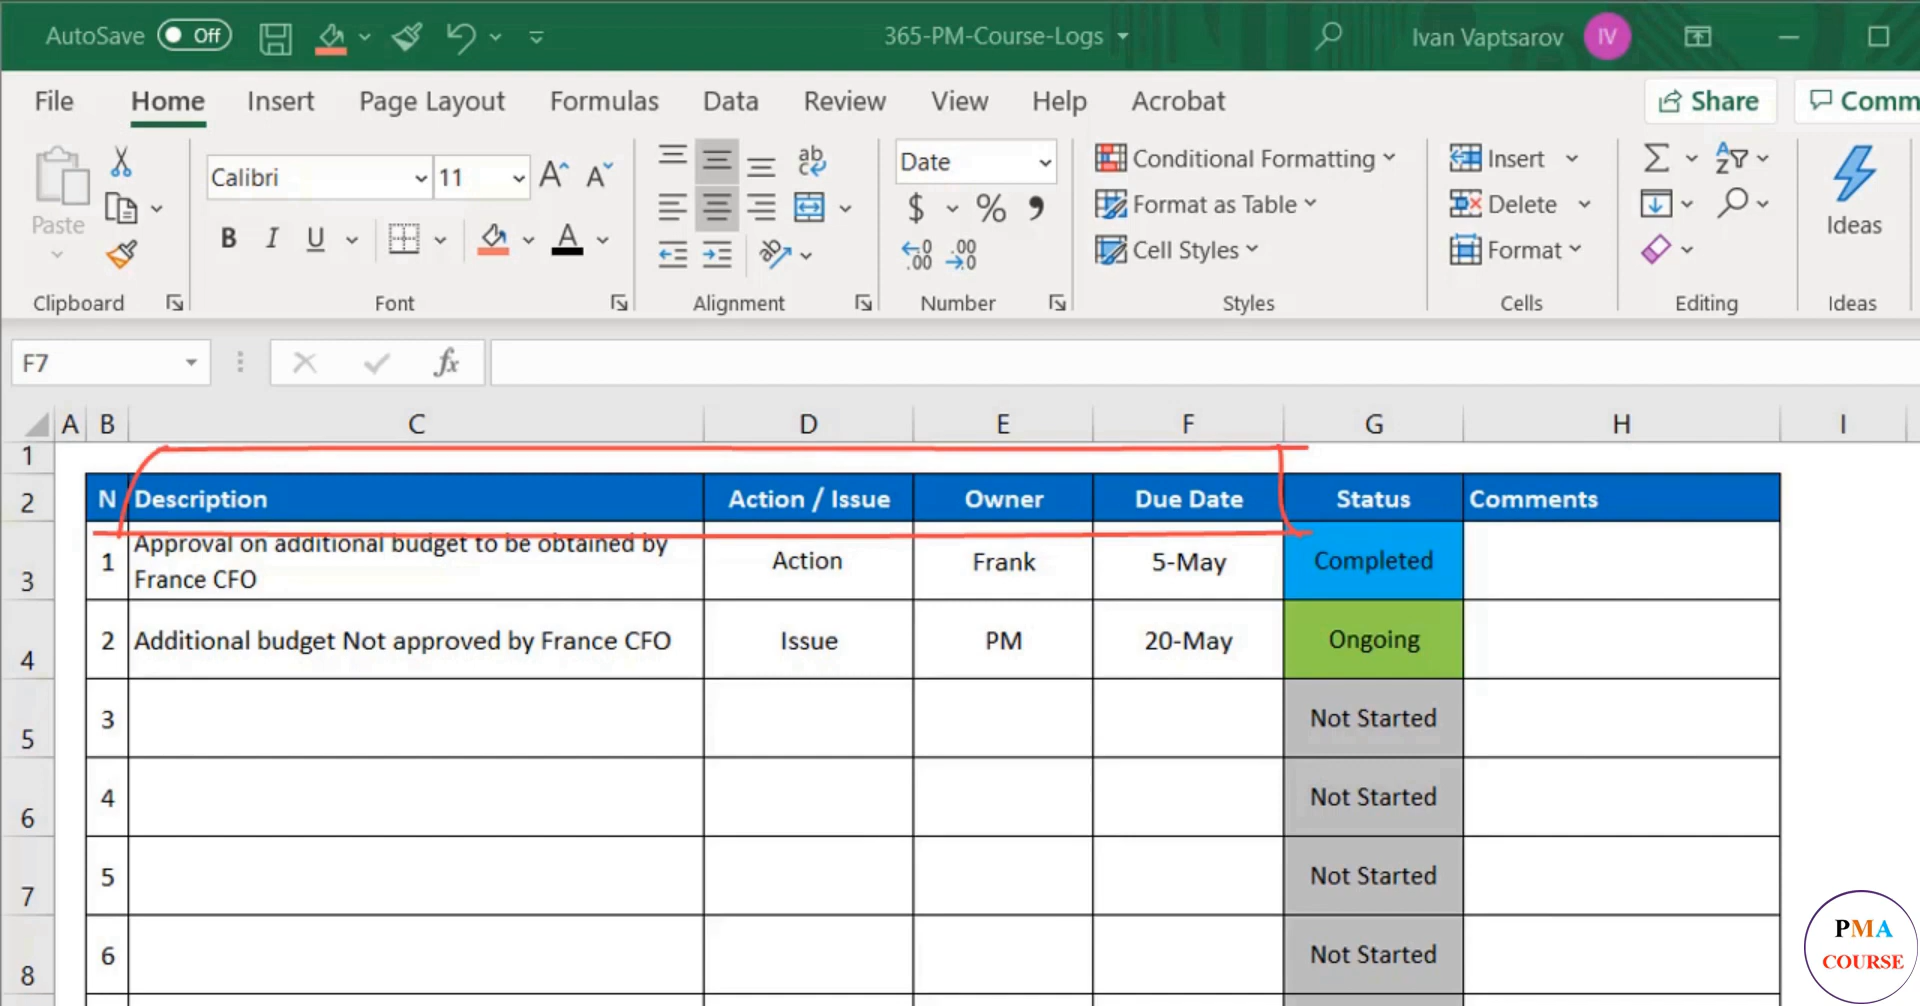 AutoSave Off 365-PM-Course-Logs Ivan Vaptsarov IV
File Home Insert Page Layout Formulas Data Review View Help Acrobat Share Comm
Paste
Clipboard
Calibri 11
B I U A
Font
ab
Alignment
Date
$ % ,
.00 .00
Number
Conditional Formatting
Format as Table
Cell Styles
Styles
Insert
Delete
Format
Cells
Editing
Ideas
Ideas
F7 fx
A B C D E F G H I
1
2 N Description Action / Issue Owner Due Date Status Comments
3 1 Approval on additional budget to be obtained by
France CFO Action Frank 5-May Completed
4 2 Additional budget Not approved by France CFO Issue PM 20-May Ongoing
5 3 Not Started
6 4 Not Started
7 5 Not Started
8 6 Not Started
PMA
COURSE